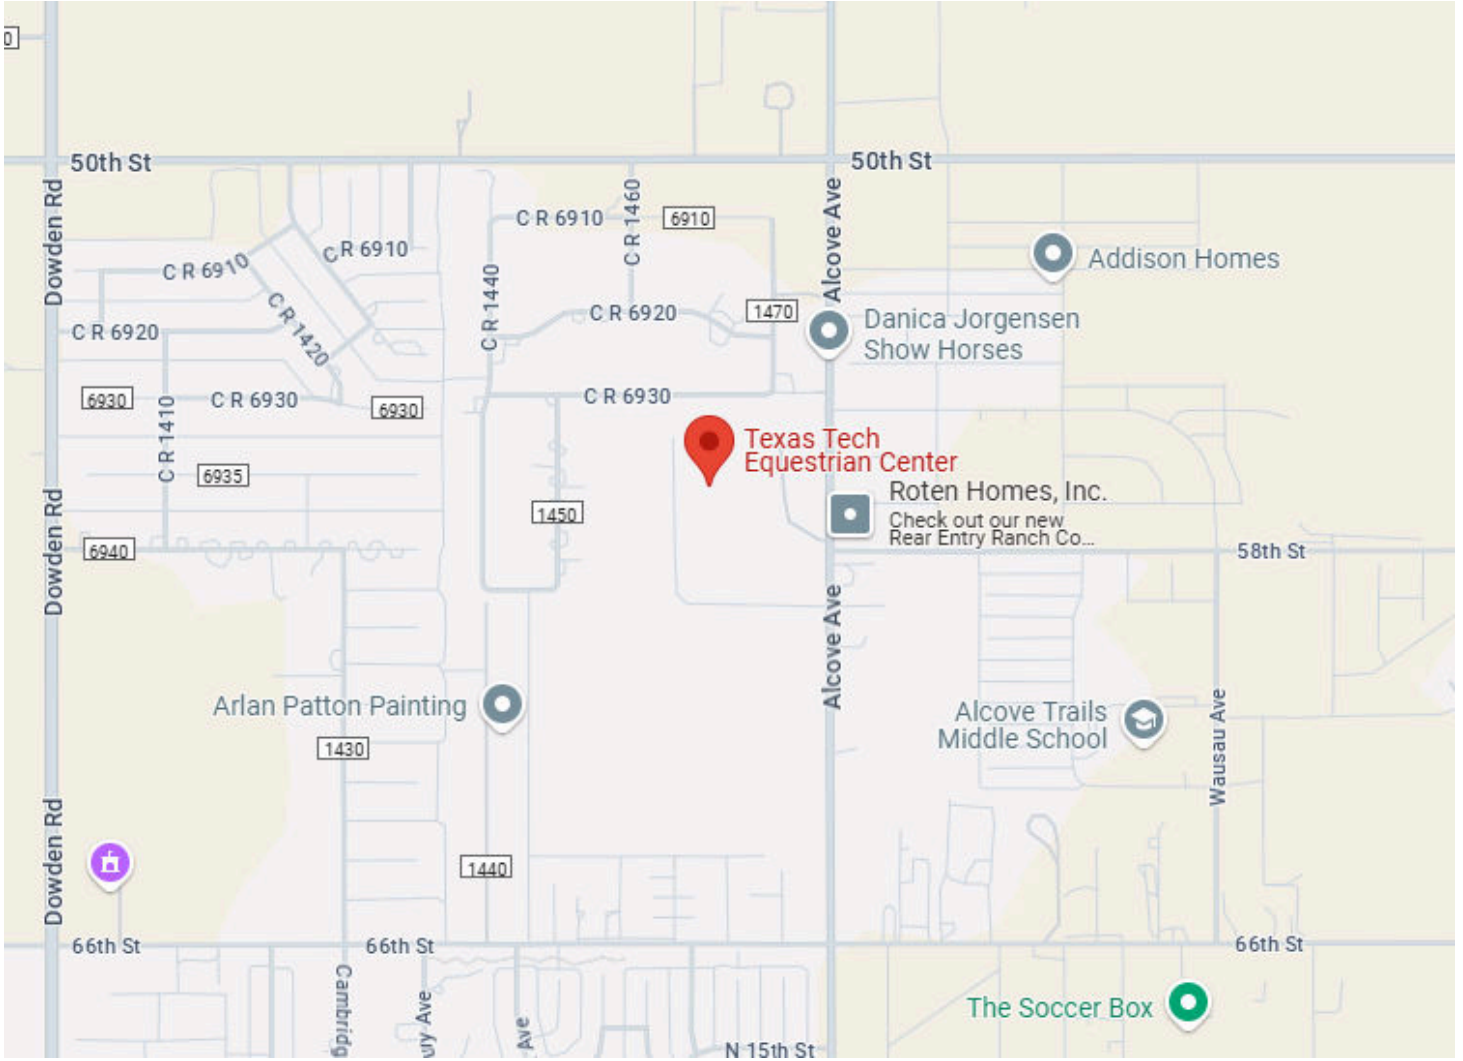 0
50th St
50th St
Dowden Rd
C R 6910
C R 1460
6910
Alcove Ave
C R 6910
C R 6910
Addison Homes
C R 1440
C R 1420
C R 6920
C R 6920
1470
Danica Jorgensen
Show Horses
6930
C R 1410
C R 6930
6930
C R 6930
Texas Tech
Equestrian Center
6935
Dowden Rd
1450
Roten Homes, Inc.
Check out our new
Rear Entry Ranch Co...
6940
58th St
Alcove Ave
Arlan Patton Painting
1430
Alcove Trails
Middle School
Wausau Ave
Dowden Rd
1440
66th St
66th St
66th St
Cambridg
ury Ave
Ave
The Soccer Box
N 15th St